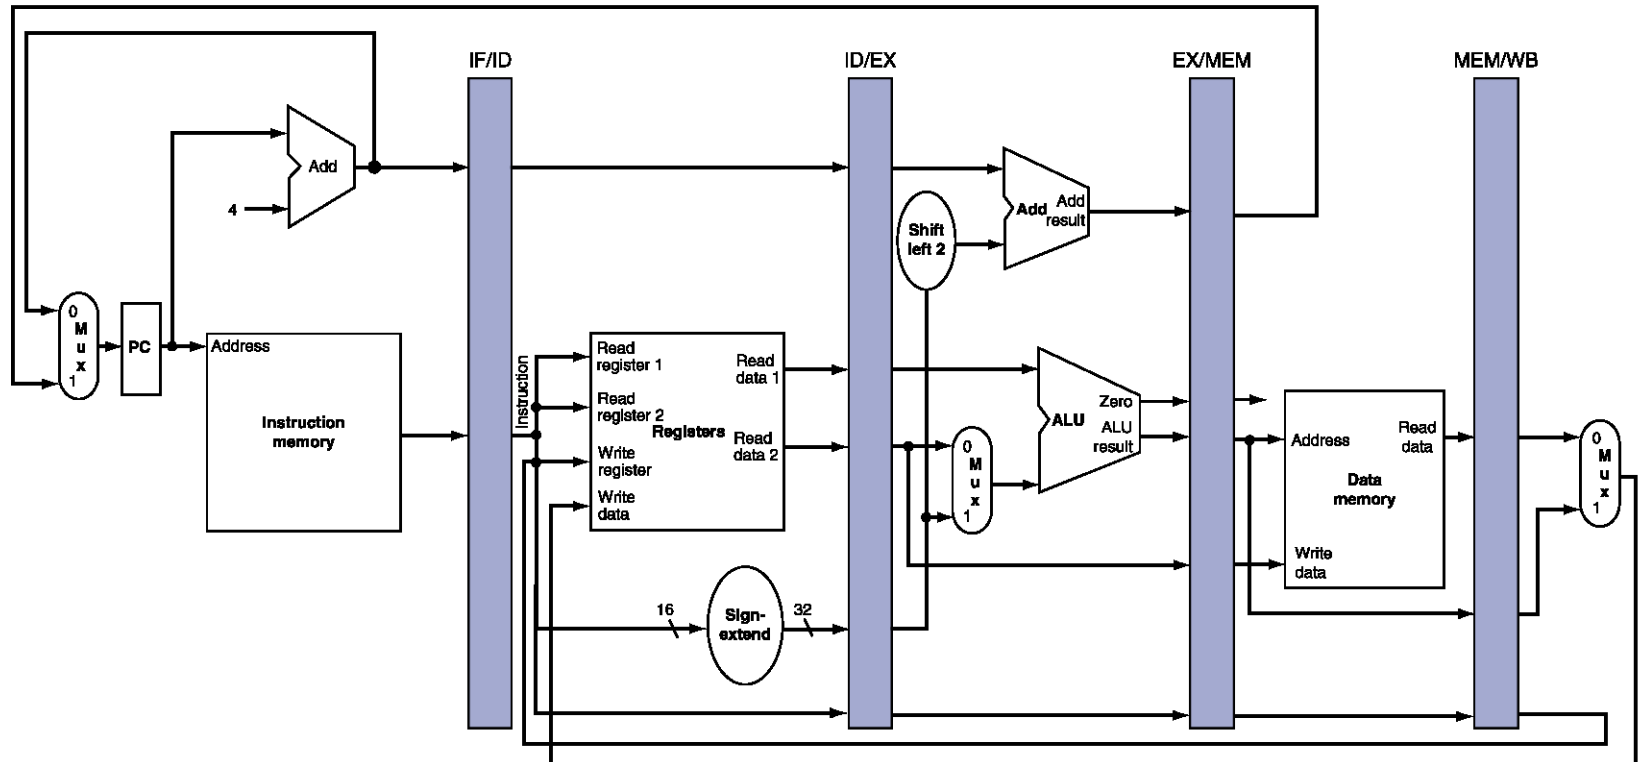 IF/ID
ID/EX
EX/MEM
MEM/WB
Add
4
Add
Add
result
Shift
left 2
0
M
u
x
1
PC
Address
Instruction
memory
Instruction
Read
register 1
Read
register 2
Write
register
Write
data
Registers
Read
data 1
Read
data 2
0
M
u
x
1
Zero
ALU
ALU
result
Address
Read
data
Data
memory
Write
data
0
M
u
x
1
16
Sign-
extend
32